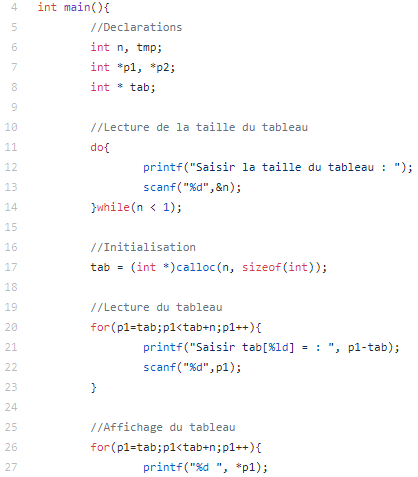 4 int main(){
5 //Declarations
6 int n, tmp;
7 int *p1, *p2;
8 int * tab;
9
10 //Lecture de la taille du tableau
11 do{
12 printf("Saisir la taille du tableau : ");
13 scanf("%d",&n);
14 }while(n < 1);
15
16 //Initialisation
17 tab = (int *)calloc(n, sizeof(int));
18
19 //Lecture du tableau
20 for(p1=tab;p1<tab+n;p1++){
21 printf("Saisir tab[%ld] = : ", p1-tab);
22 scanf("%d",p1);
23 }
24
25 //Affichage du tableau
26 for(p1=tab;p1<tab+n;p1++){
27 printf("%d ", *p1);